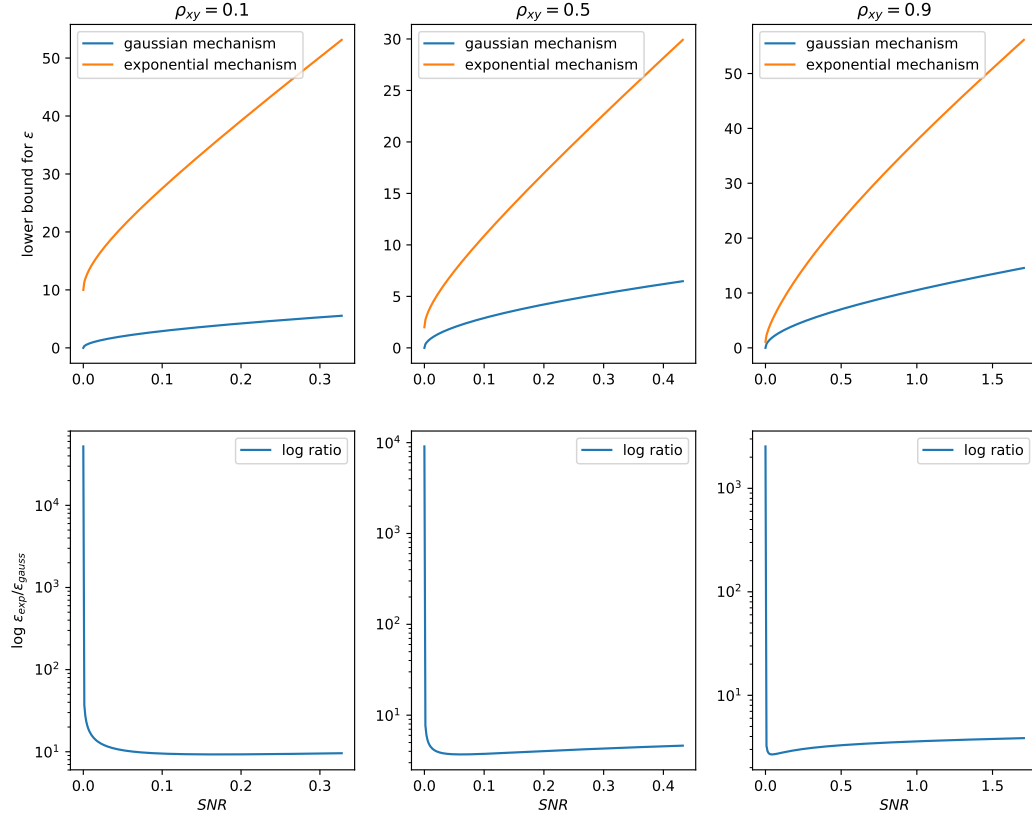 ρxy = 0.1
gaussian mechanism
exponential mechanism
lower bound for ε
50
40
30
20
10
0
0.0 0.1 0.2 0.3
ρxy = 0.5
gaussian mechanism
exponential mechanism
30
25
20
15
10
5
0
0.0 0.1 0.2 0.3 0.4
ρxy = 0.9
gaussian mechanism
exponential mechanism
50
40
30
20
10
0
0.0 0.5 1.0 1.5
log ratio
log εexp/εgauss
10⁴
10³
10²
10¹
0.0 0.1 0.2 0.3
SNR
log ratio
10⁴
10³
10²
10¹
0.0 0.1 0.2 0.3 0.4
SNR
log ratio
10³
10²
10¹
0.0 0.5 1.0 1.5
SNR